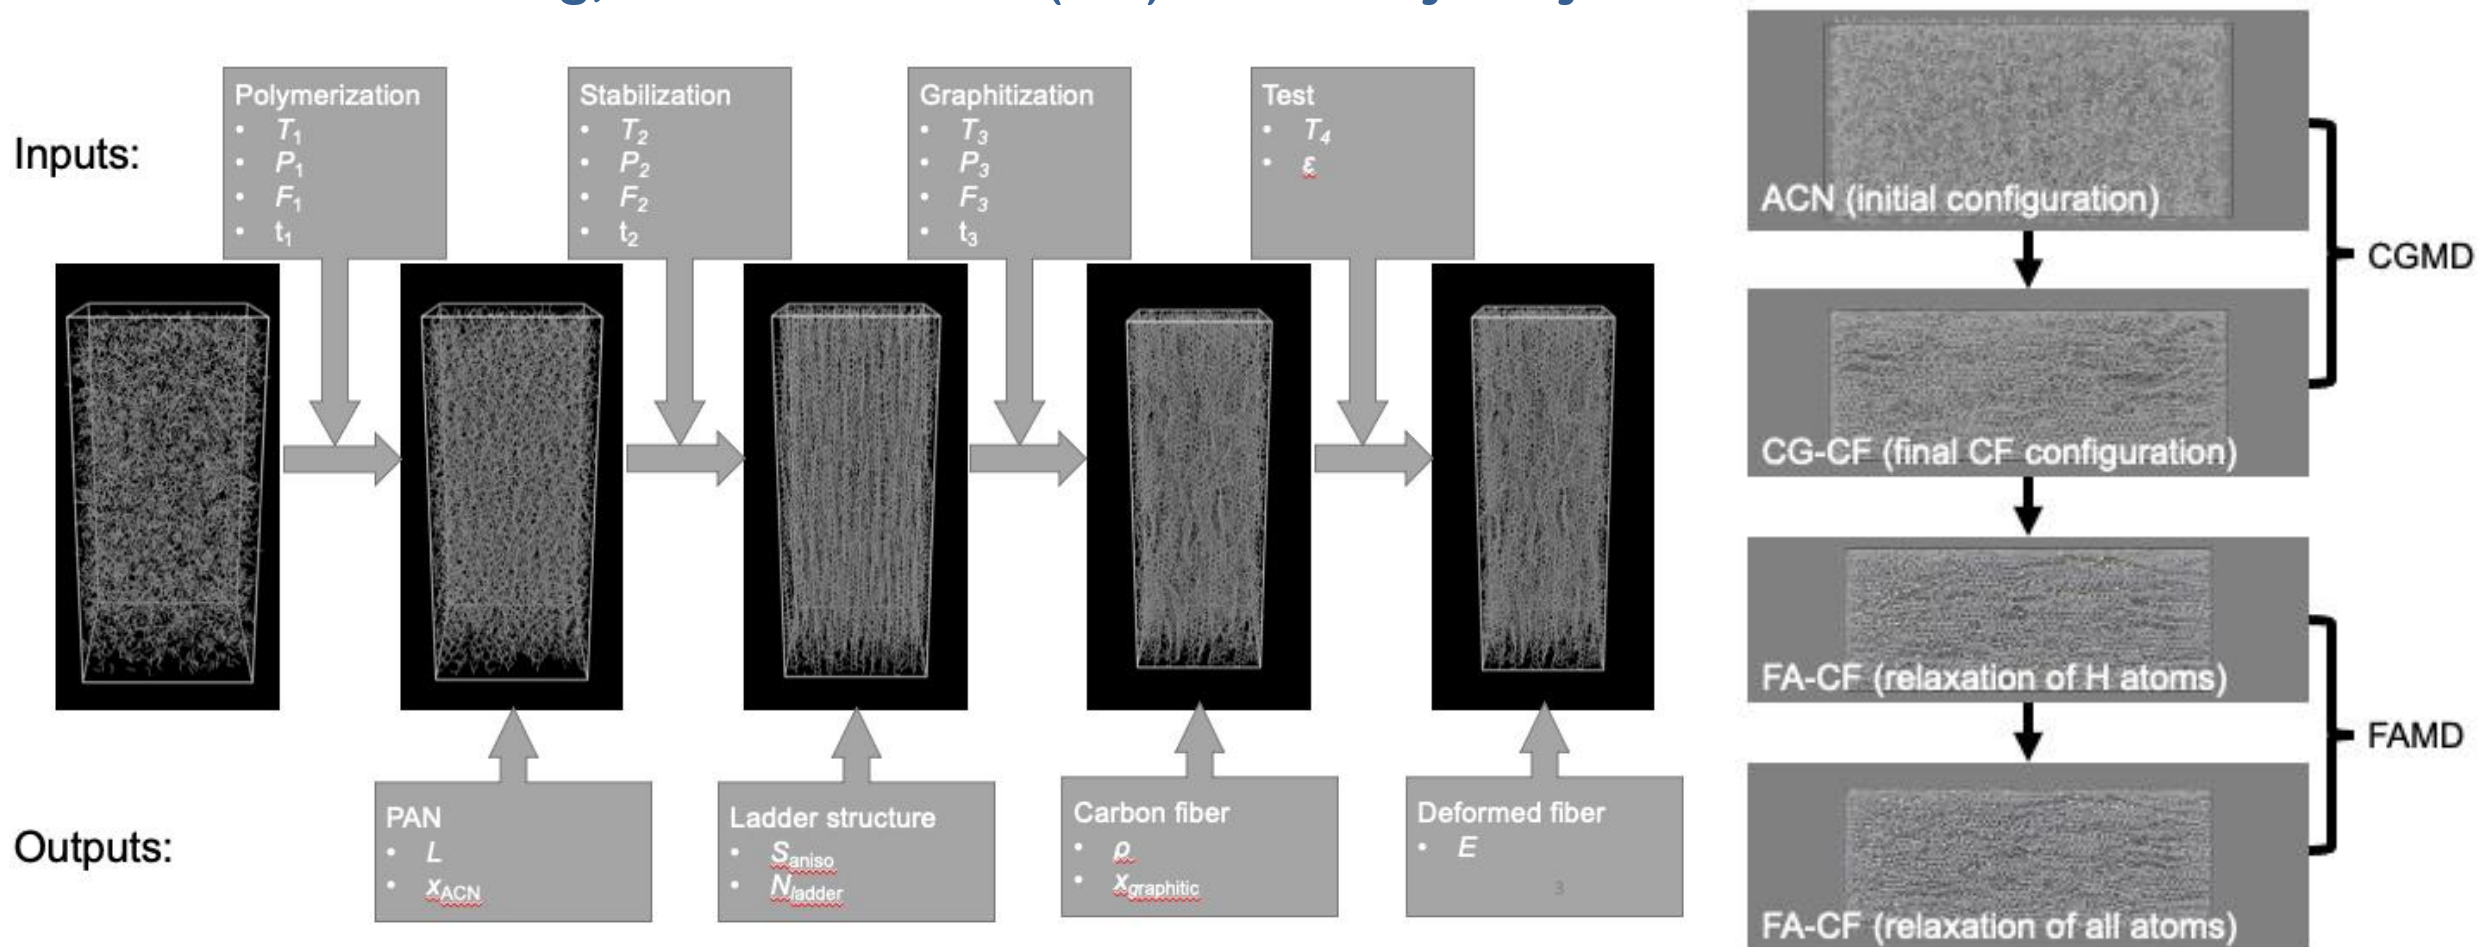 Inputs:
Polymerization
• T1
• P1
• F1
• t1
Stabilization
• T2
• P2
• F2
• t2
Graphitization
• T3
• P3
• F3
• t3
Test
• T4
• ε
Outputs:
PAN
• L
• xACN
Ladder structure
• Saniso
• Nladder
Carbon fiber
• ρ
• xgraphitic
Deformed fiber
• E
3
ACN (initial configuration)
CG-CF (final CF configuration)
CGMD
FA-CF (relaxation of H atoms)
FA-CF (relaxation of all atoms)
FAMD